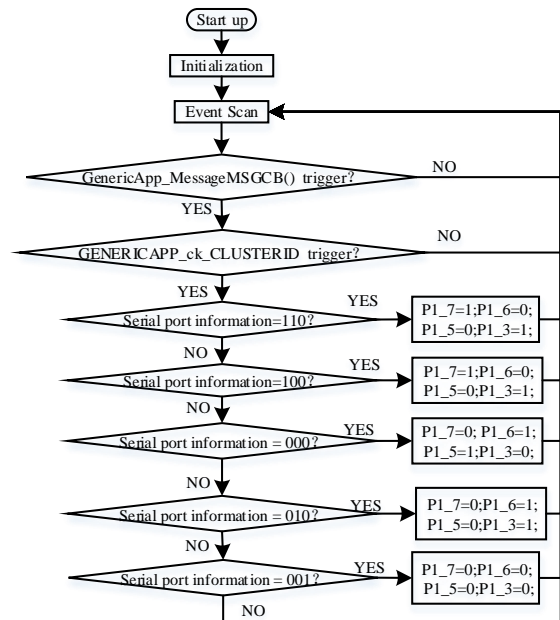 Start up
Initialization
Event Scan
NO
GenericApp_MessageMSGCB() trigger?
YES
NO
GENERICAPP_ck_CLUSTERID trigger?
YES
YES
Serial port information=110?
P1_7=1;P1_6=0;
P1_5=0;P1_3=1;
NO
YES
Serial port information=100?
P1_7=1;P1_6=0;
P1_5=0;P1_3=1;
NO
YES
Serial port information = 000?
P1_7=0; P1_6=1;
P1_5=1;P1_3=0;
NO
YES
Serial port information = 010?
P1_7=0;P1_6=1;
P1_5=0;P1_3=1;
NO
YES
Serial port information = 001?
P1_7=0;P1_6=0;
P1_5=0;P1_3=0;
NO